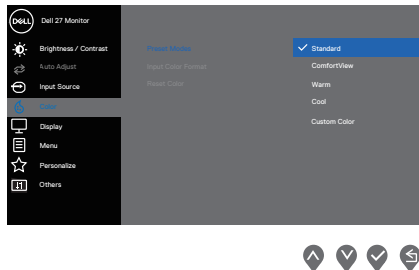 DELL
Dell 27 Monitor
Brightness / Contrast
Auto Adjust
Input Source
Color
Display
Menu
Personalize
Others
Preset Modes
Input Color Format
Reset Color
Standard
ComfortView
Warm
Cool
Custom Color